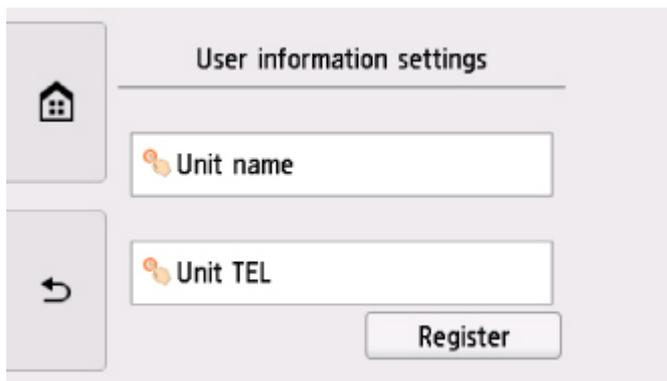 User information settings
Unit name
Unit TEL
Register